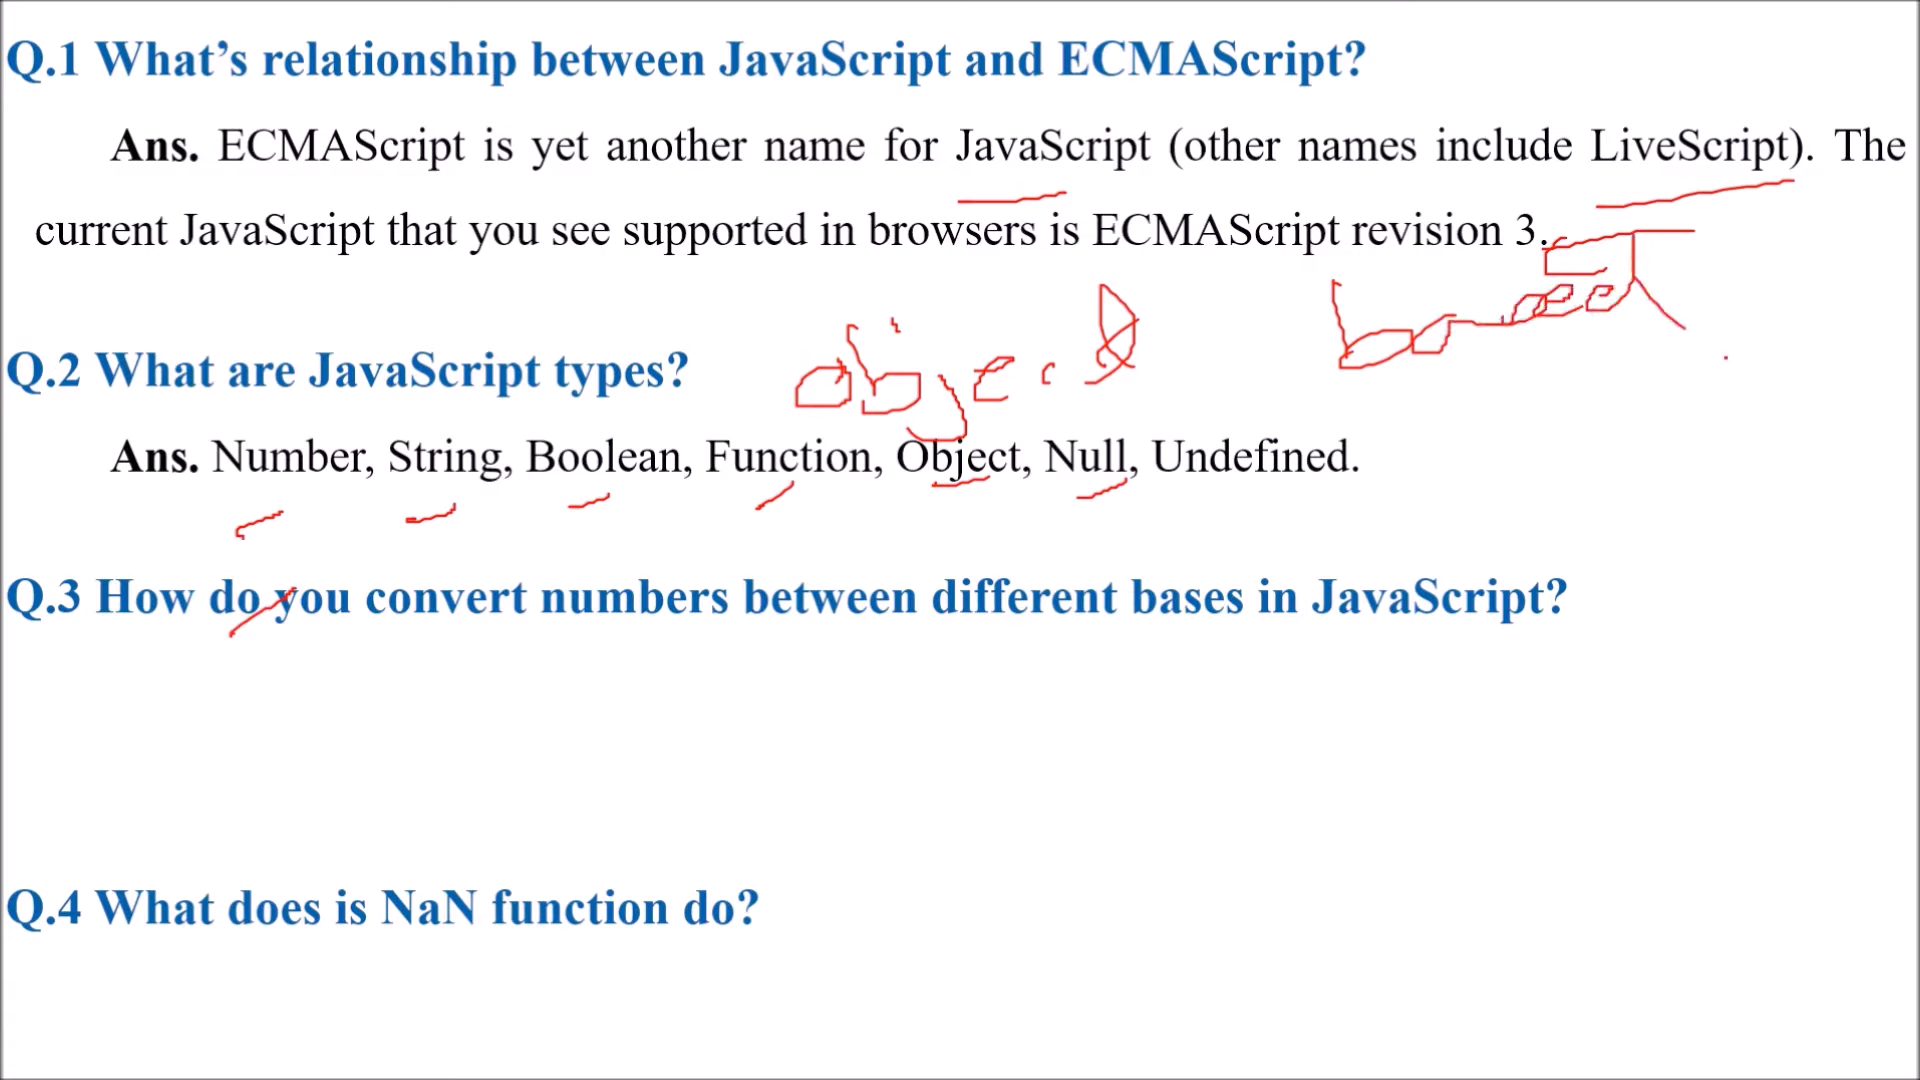 Q.1 What’s relationship between JavaScript and ECMAScript?
Ans. ECMAScript is yet another name for JavaScript (other names include LiveScript). The
current JavaScript that you see supported in browsers is ECMAScript revision 3.
object
Q.2 What are JavaScript types?
Ans. Number, String, Boolean, Function, Object, Null, Undefined.
Q.3 How do you convert numbers between different bases in JavaScript?
Q.4 What does is NaN function do?